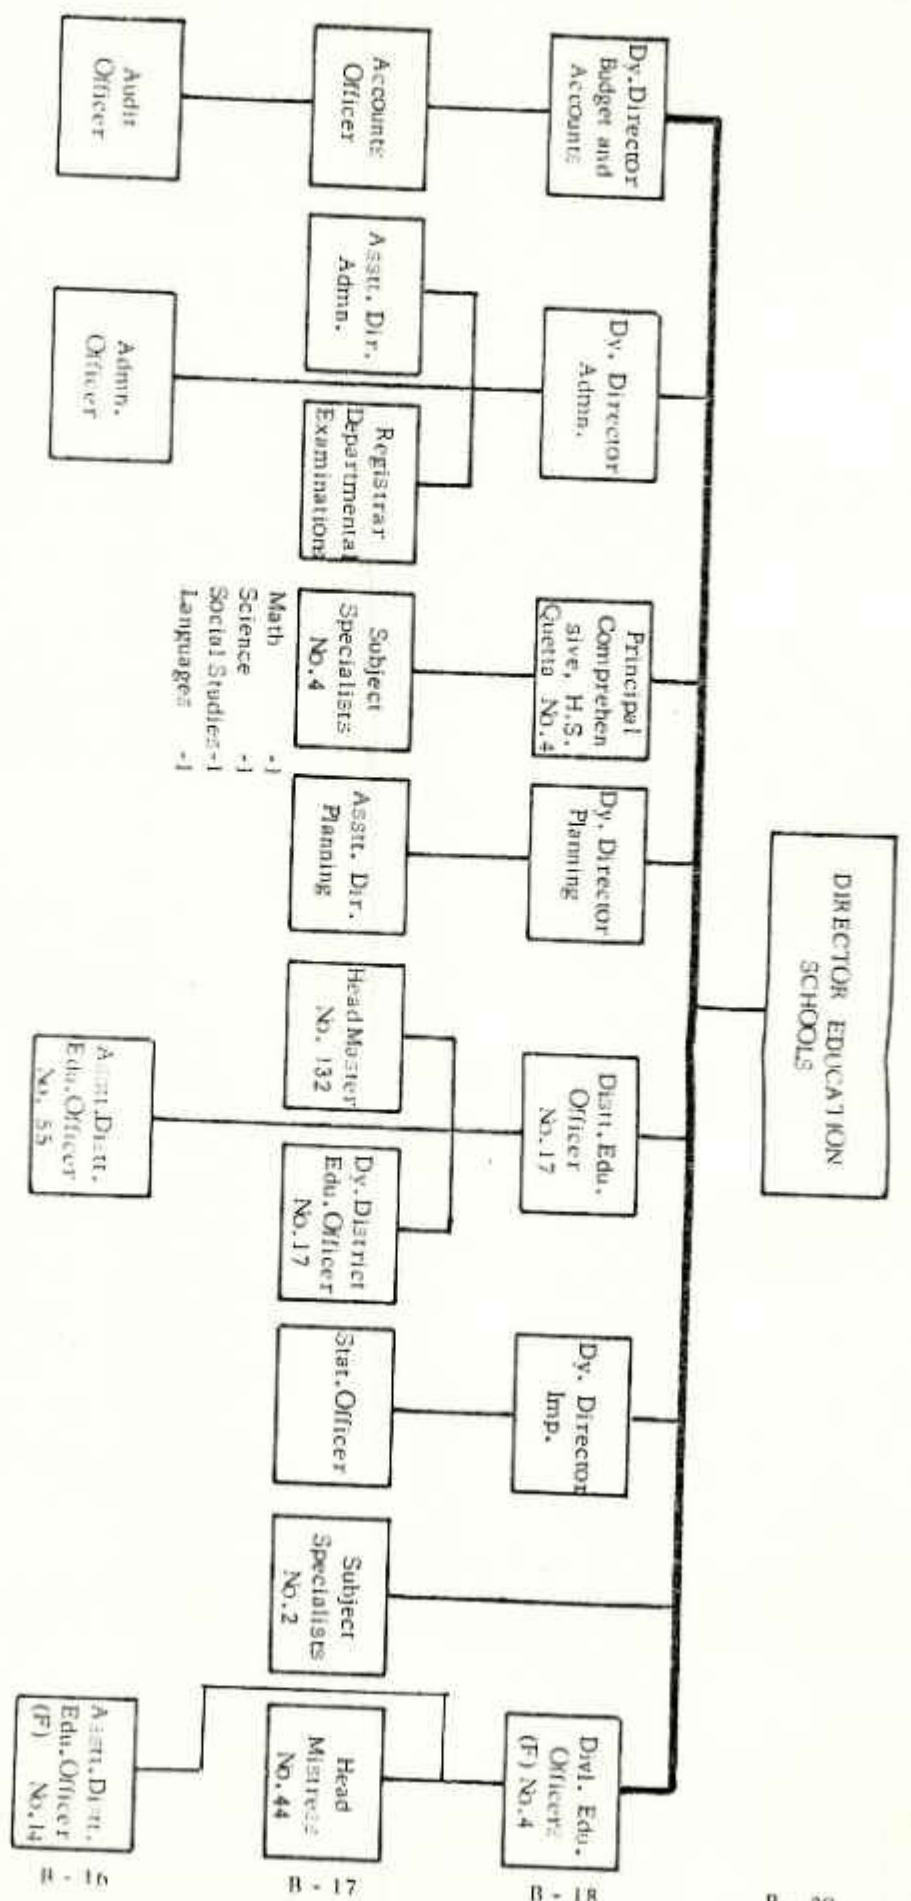 DIRECTOR EDUCATION
SCHOOLS
Dy.Director
Budget and
Accounts
Dy. Director
Admn.
Principal
Comprehen
sive, H.S.
Quetta No.4
Dy. Director
Planning
Distt.Edu.
Officer
No.17
Dy. Director
Imp.
Divl. Edu.
Officers
(F) No.4
B - 18
Accounts
Officer
Asstt. Dir.
Admn.
Registrar
Departmental
Examinations
Subject
Specialists
No.4
Math -1
Science -1
Social Studies-1
Languages -1
Asstt. Dir.
Planning
HeadMaster
No. 132
Dy.District
Edu.Officer
No.17
Stat.Officer
Subject
Specialists
No.2
Head
Mistress
No.44
B - 17
Audit
Officer
Admn.
Officer
Asstt.Distt.
Edu.Officer
No. 55
Asstt.Distt.
Edu.Officer
(F) No.14
B - 16